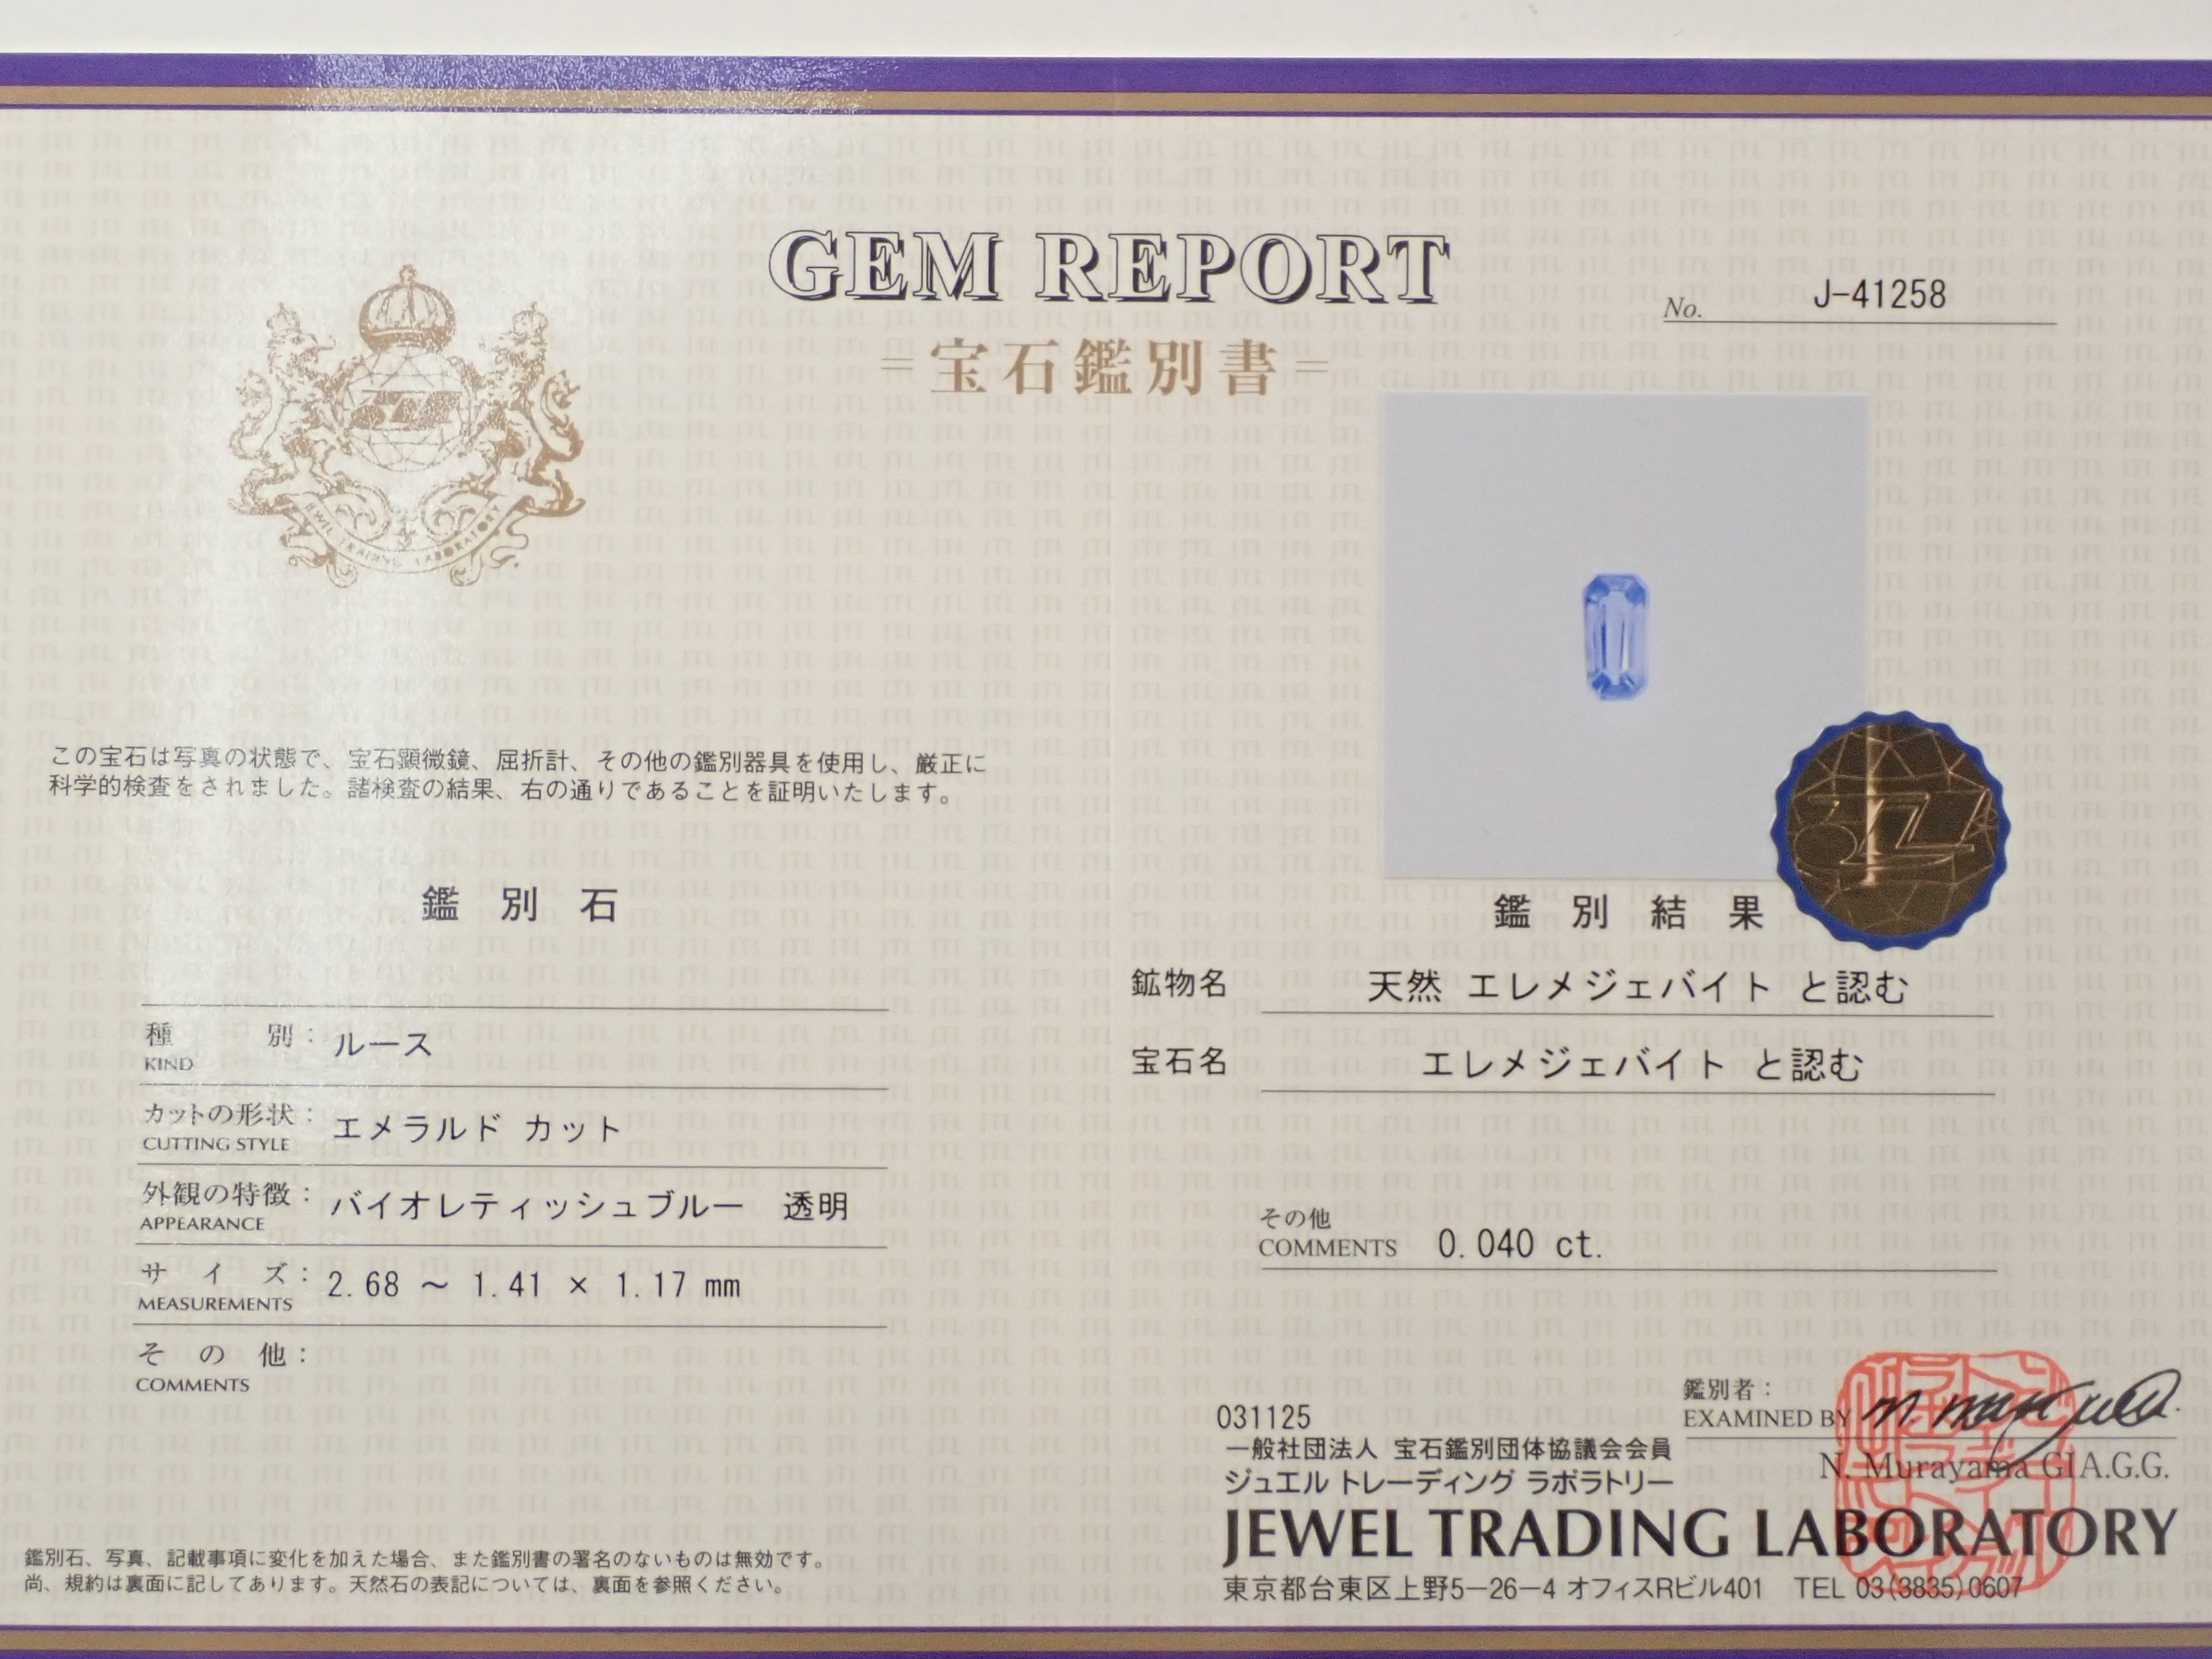 GEM REPORT
No. J-41258
=宝石鑑別書=
この宝石は写真の状態で、宝石顕微鏡、屈折計、その他の鑑別器具を使用し、厳正に
科学的検査をされました。諸検査の結果、右の通りであることを証明いたします。
鑑別石
種別: ルース
KIND
カットの形状: エメラルド カット
CUTTING STYLE
外観の特徴: バイオレティッシュブルー 透明
APPEARANCE
サイズ: 2.68 ～ 1.41 × 1.17 mm
MEASUREMENTS
その他:
COMMENTS
鑑別石、写真、記載事項に変化を加えた場合、また鑑別書の署名のないものは無効です。
尚、規約は裏面に記してあります。天然石の表記については、裏面を参照ください。
鑑別結果
鉱物名 天然 エレメジェバイト と認む
宝石名 エレメジェバイト と認む
その他
COMMENTS 0.040 ct.
鑑別者:
EXAMINED BY
N. Murayama GIA.G.G.
031125
一般社団法人 宝石鑑別団体協議会会員
ジュエル トレーディング ラボラトリー
JEWEL TRADING LABORATORY
東京都台東区上野5-26-4 オフィスRビル401 TEL 03(3835)0607